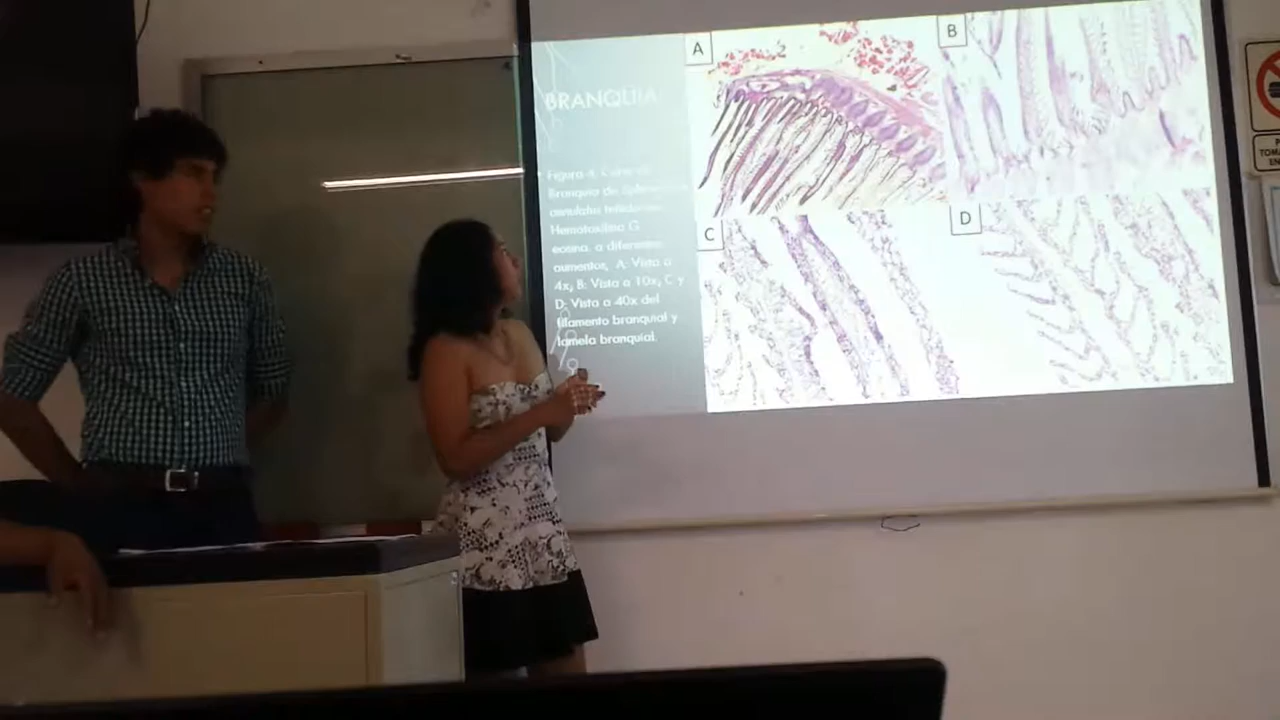 BRANQUIA
Figura 4. Corte de
Branquia de
annulatus
Hematoxilina
eosina. a diferentes
aumentos, A: Vista a
4x; B: Vista a 10x; C y
D: Vista a 40x del
filamento branquial y
lamela branquial.
A
B
C
D